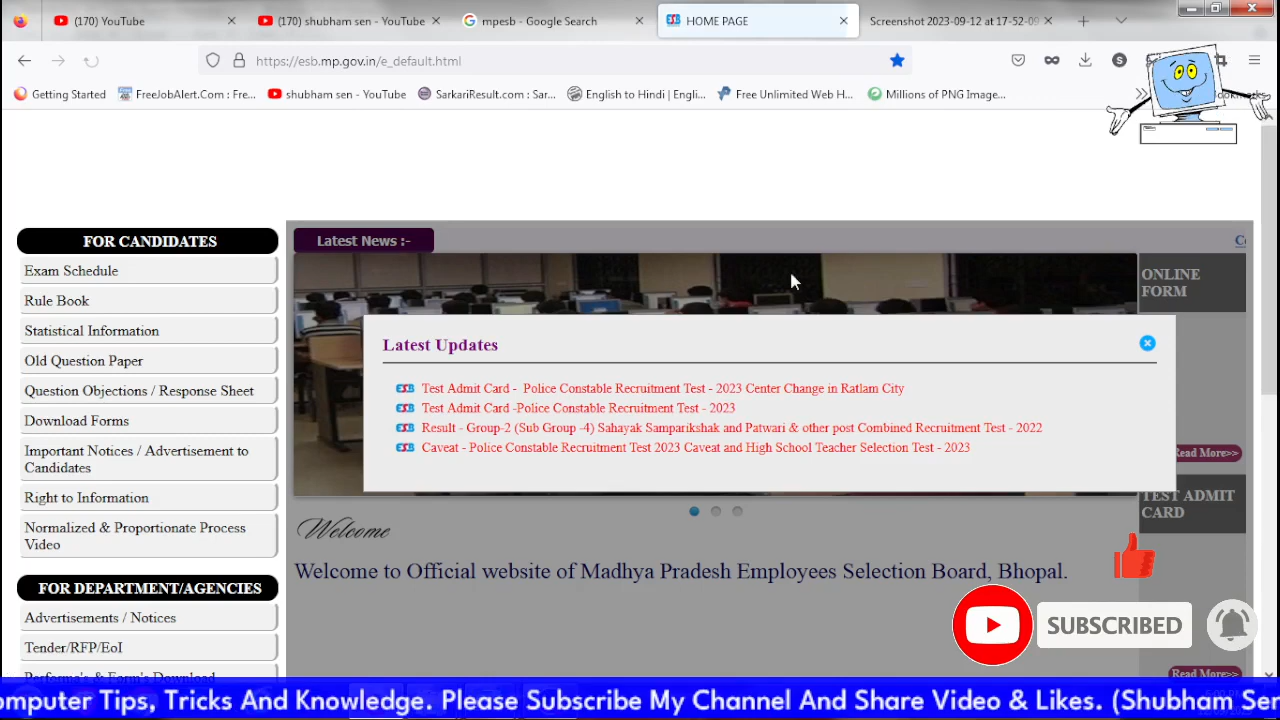 (170) YouTube
(170) shubham sen - YouTube
mpesb - Google Search
HOME PAGE
Screenshot 2023-09-12 at 17-52-09
https://esb.mp.gov.in/e_default.html
Getting Started
FreeJobAlert.Com : Fre...
shubham sen - YouTube
SarkariResult.com : Sar...
English to Hindi | Engli...
Free Unlimited Web H...
Millions of PNG Image...
FOR CANDIDATES
Exam Schedule
Rule Book
Statistical Information
Old Question Paper
Question Objections / Response Sheet
Download Forms
Important Notices / Advertisement to
Candidates
Right to Information
Normalized & Proportionate Process
Video
FOR DEPARTMENT/AGENCIES
Advertisements / Notices
Tender/RFP/EoI
Performa's & Form's Download
Latest News :-
ONLINE
FORM
Latest Updates
ESB Test Admit Card - Police Constable Recruitment Test - 2023 Center Change in Ratlam City
ESB Test Admit Card -Police Constable Recruitment Test - 2023
ESB Result - Group-2 (Sub Group -4) Sahayak Samparikshak and Patwari & other post Combined Recruitment Test - 2022
ESB Caveat - Police Constable Recruitment Test 2023 Caveat and High School Teacher Selection Test - 2023
Read More>>
TEST ADMIT
CARD
Welcome
Welcome to Official website of Madhya Pradesh Employees Selection Board, Bhopal.
SUBSCRIBED
Read More>>
omputer Tips, Tricks And Knowledge. Please Subscribe My Channel And Share Video & Likes. (Shubham Sen